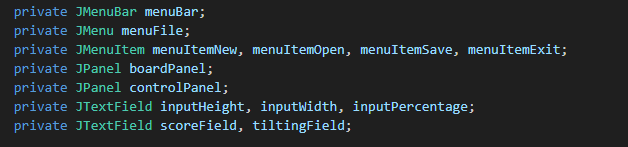 private JMenuBar menuBar;
private JMenu menuFile;
private JMenuItem menuItemNew, menuItemOpen, menuItemSave, menuItemExit;
private JPanel boardPanel;
private JPanel controlPanel;
private JTextField inputHeight, inputWidth, inputPercentage;
private JTextField scoreField, tiltingField;